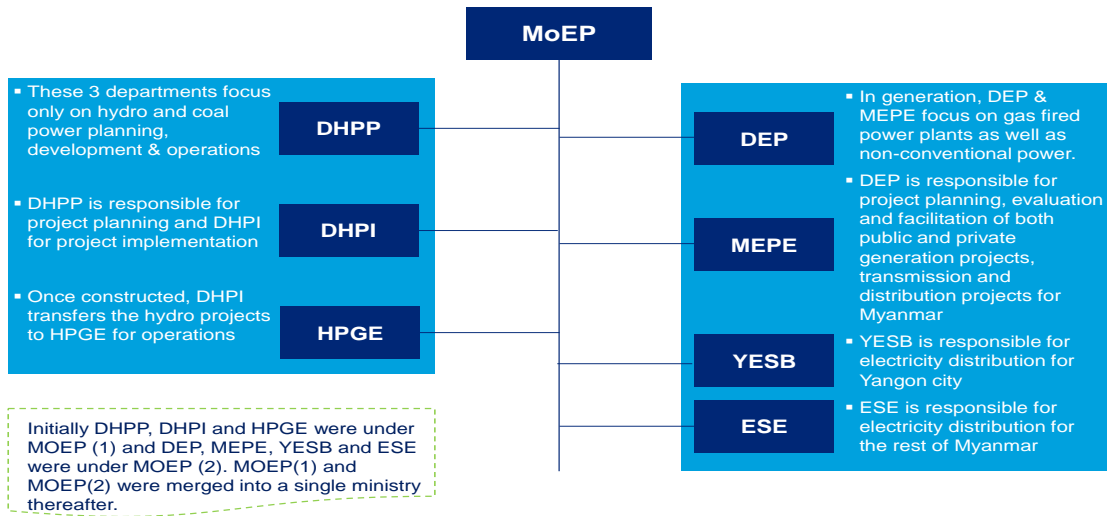 MoEP
▪ These 3 departments focus
only on hydro and coal
power planning,
development & operations
DHPP
▪ DHPP is responsible for
project planning and DHPI
for project implementation
DHPI
▪ Once constructed, DHPI
transfers the hydro projects
to HPGE for operations
HPGE
Initially DHPP, DHPI and HPGE were under
MOEP (1) and DEP, MEPE, YESB and ESE
were under MOEP (2). MOEP(1) and
MOEP(2) were merged into a single ministry
thereafter.
DEP
▪ In generation, DEP &
MEPE focus on gas fired
power plants as well as
non-conventional power.
MEPE
▪ DEP is responsible for
project planning, evaluation
and facilitation of both
public and private
generation projects,
transmission and
distribution projects for
Myanmar
YESB
▪ YESB is responsible for
electricity distribution for
Yangon city
ESE
▪ ESE is responsible for
electricity distribution for
the rest of Myanmar